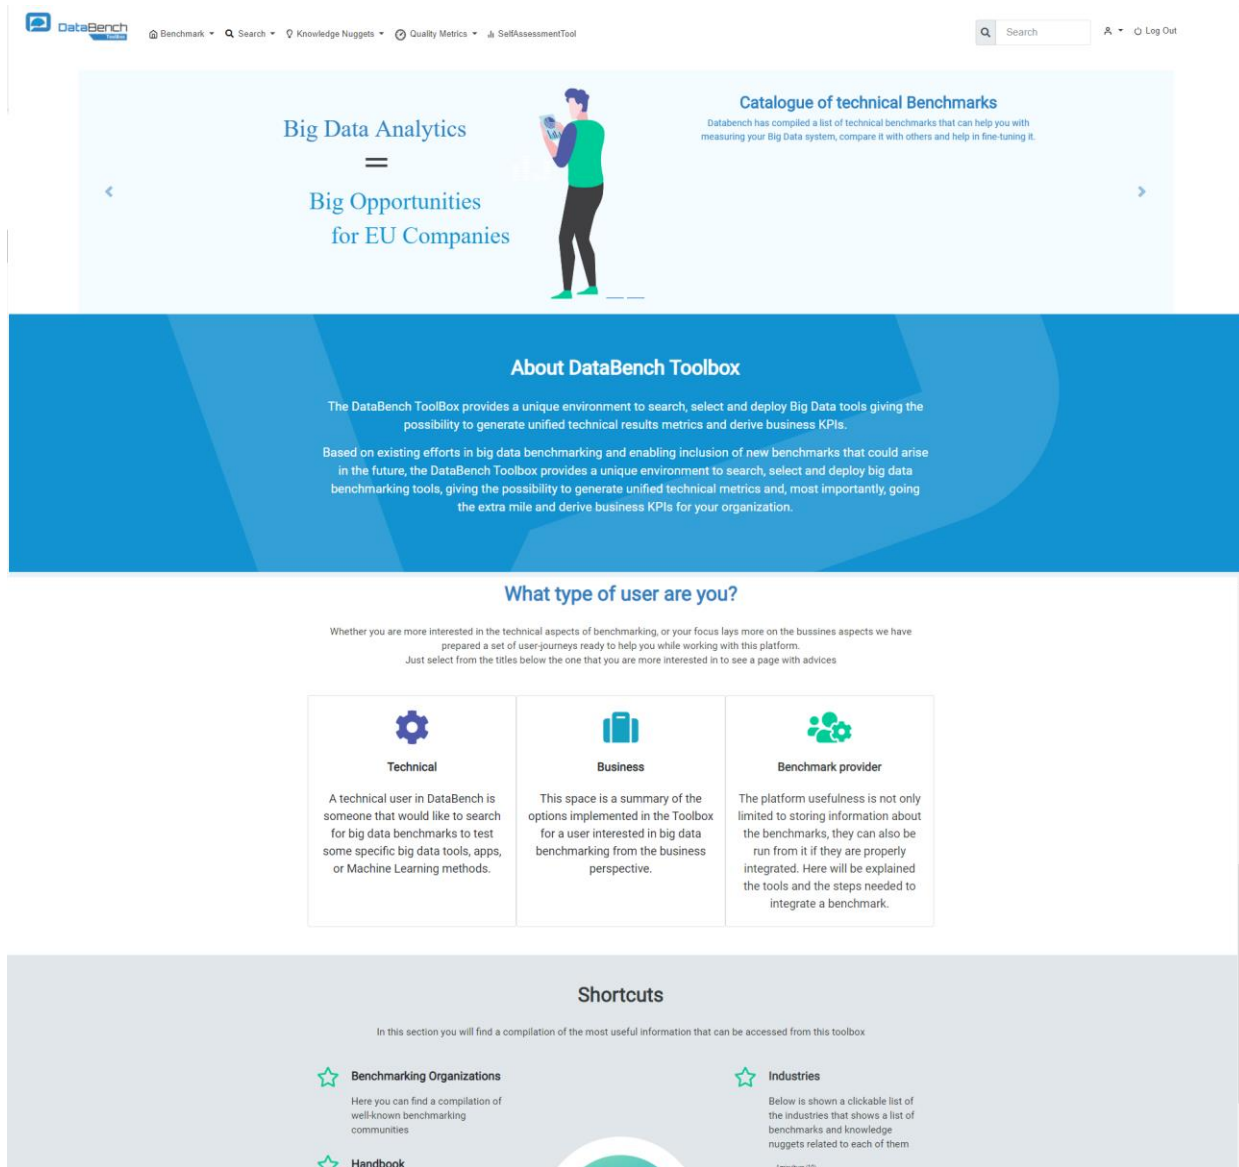 DataBench
Toolbox
Benchmark
Search
Knowledge Nuggets
Quality Metrics
SelfAssessmentTool
Search
Log Out
Big Data Analytics
=
Big Opportunities
for EU Companies
Catalogue of technical Benchmarks
Databench has compiled a list of technical benchmarks that can help you with
measuring your Big Data system, compare it with others and help in fine-tuning it.
About DataBench Toolbox
The DataBench ToolBox provides a unique environment to search, select and deploy Big Data tools giving the
possibility to generate unified technical results metrics and derive business KPIs.
Based on existing efforts in big data benchmarking and enabling inclusion of new benchmarks that could arise
in the future, the DataBench Toolbox provides a unique environment to search, select and deploy big data
benchmarking tools, giving the possibility to generate unified technical metrics and, most importantly, going
the extra mile and derive business KPIs for your organization.
What type of user are you?
Whether you are more interested in the technical aspects of benchmarking, or your focus lays more on the bussines aspects we have
prepared a set of user-journeys ready to help you while working with this platform.
Just select from the titles below the one that you are more interested in to see a page with advices
Technical
A technical user in DataBench is
someone that would like to search
for big data benchmarks to test
some specific big data tools, apps,
or Machine Learning methods.
Business
This space is a summary of the
options implemented in the Toolbox
for a user interested in big data
benchmarking from the business
perspective.
Benchmark provider
The platform usefulness is not only
limited to storing information about
the benchmarks, they can also be
run from it if they are properly
integrated. Here will be explained
the tools and the steps needed to
integrate a benchmark.
Shortcuts
In this section you will find a compilation of the most useful information that can be accessed from this toolbox
Benchmarking Organizations
Here you can find a compilation of
well-known benchmarking
communities
Handbook
Industries
Below is shown a clickable list of
the industries that shows a list of
benchmarks and knowledge
nuggets related to each of them